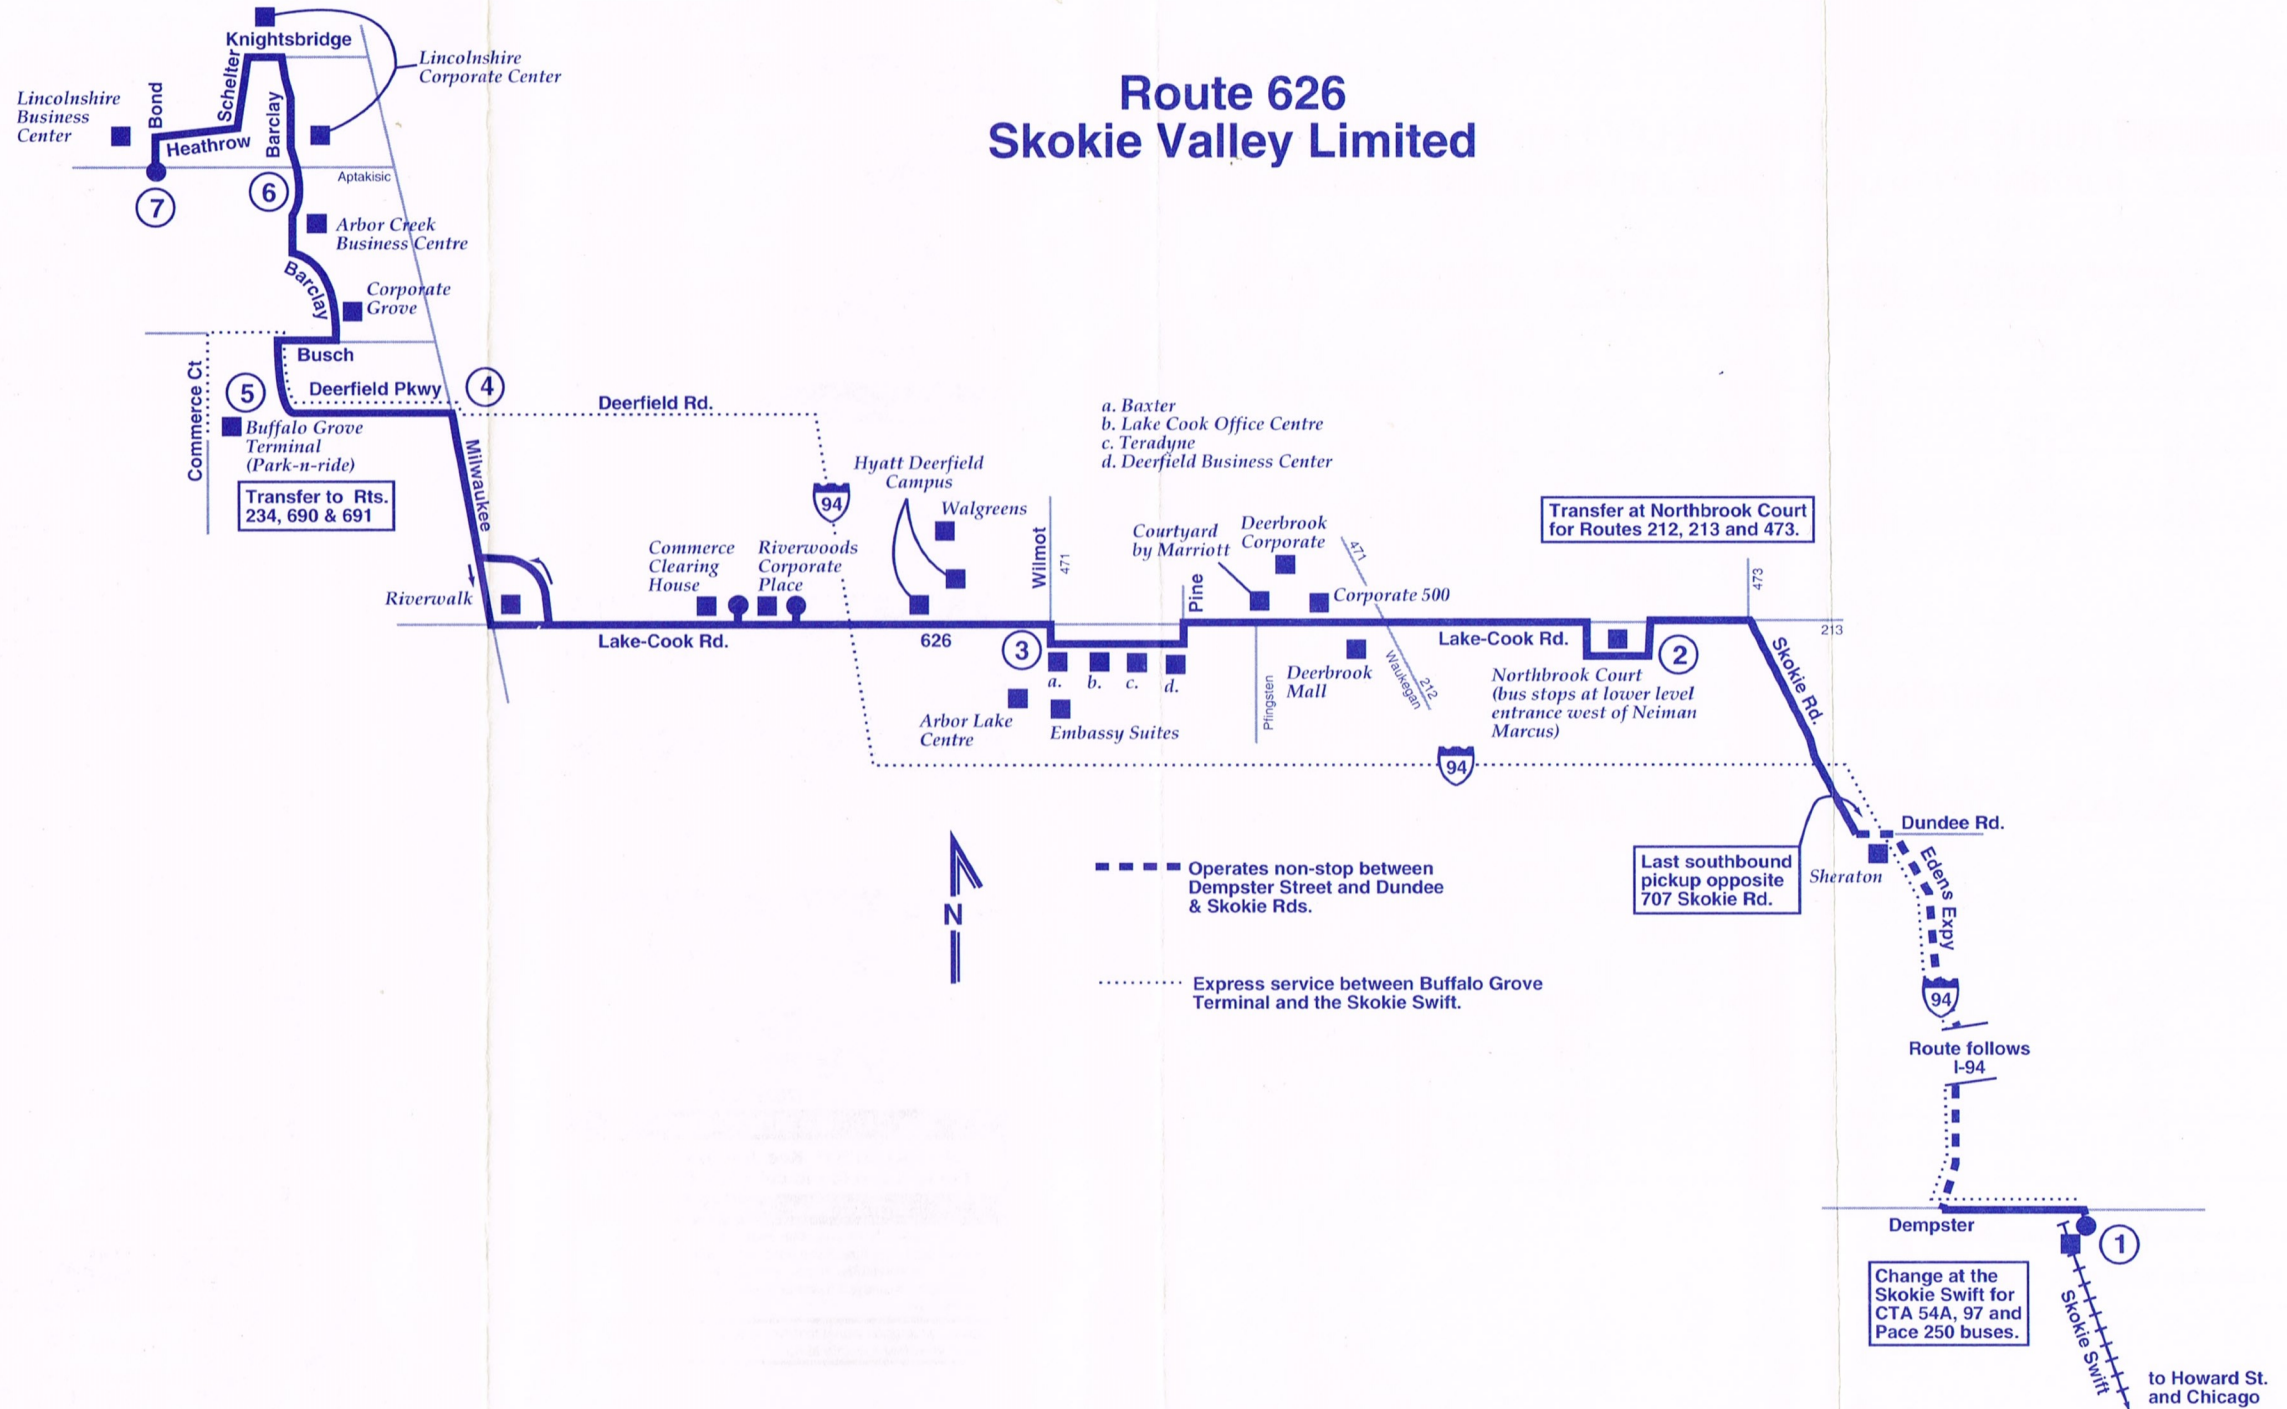 Route 626
Skokie Valley Limited
Knightsbridge
Lincolnshire
Corporate Center
Schelter
Bond
Barclay
Lincolnshire
Business
Center
Heathrow
Aptakisic
6
7
Arbor Creek
Business Centre
Barclay
Corporate
Grove
Busch
Commerce Ct
5
Deerfield Pkwy
4
Deerfield Rd.
Buffalo Grove
Terminal
(Park-n-ride)
Transfer to Rts.
234, 690 & 691
Milwaukee
94
Hyatt Deerfield
Campus
Walgreens
a. Baxter
b. Lake Cook Office Centre
c. Teradyne
d. Deerfield Business Center
Commerce
Clearing
House
Riverwoods
Corporate
Place
Riverwalk
Wilmot
471
Courtyard
by Marriott
Deerbrook
Corporate
471
Pine
Corporate 500
Transfer at Northbrook Court
for Routes 212, 213 and 473.
473
213
Lake-Cook Rd.
626
3
a.
b.
c.
d.
Arbor Lake
Centre
Embassy Suites
Pfingsten
Deerbrook
Mall
Waukegan
212
Lake-Cook Rd.
2
Northbrook Court
(bus stops at lower level
entrance west of Neiman
Marcus)
Skokie Rd.
94
Dundee Rd.
Last southbound
pickup opposite
707 Skokie Rd.
Sheraton
Edens Expy
N
Operates non-stop between
Dempster Street and Dundee
& Skokie Rds.
Express service between Buffalo Grove
Terminal and the Skokie Swift.
94
Route follows
I-94
Dempster
1
Change at the
Skokie Swift for
CTA 54A, 97 and
Pace 250 buses.
Skokie Swift
to Howard St.
and Chicago